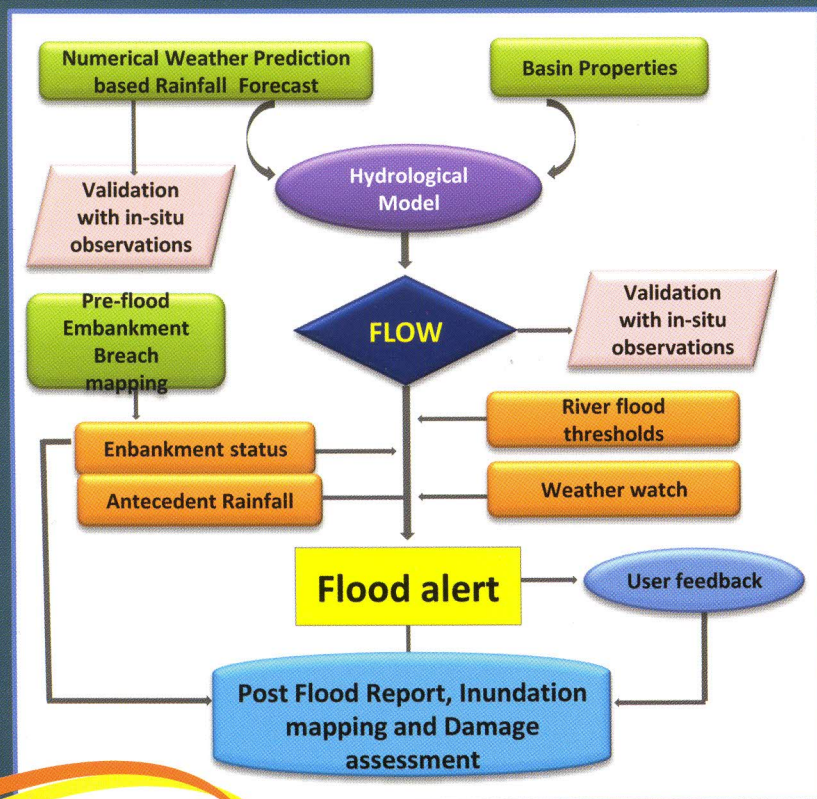 Numerical Weather Prediction
based Rainfall Forecast
Basin Properties
Validation
with in-situ
observations
Hydrological
Model
Pre-flood
Embankment
Breach
mapping
FLOW
Validation
with in-situ
observations
Enbankment status
River flood
thresholds
Antecedent Rainfall
Weather watch
Flood alert
User feedback
Post Flood Report, Inundation
mapping and Damage
assessment